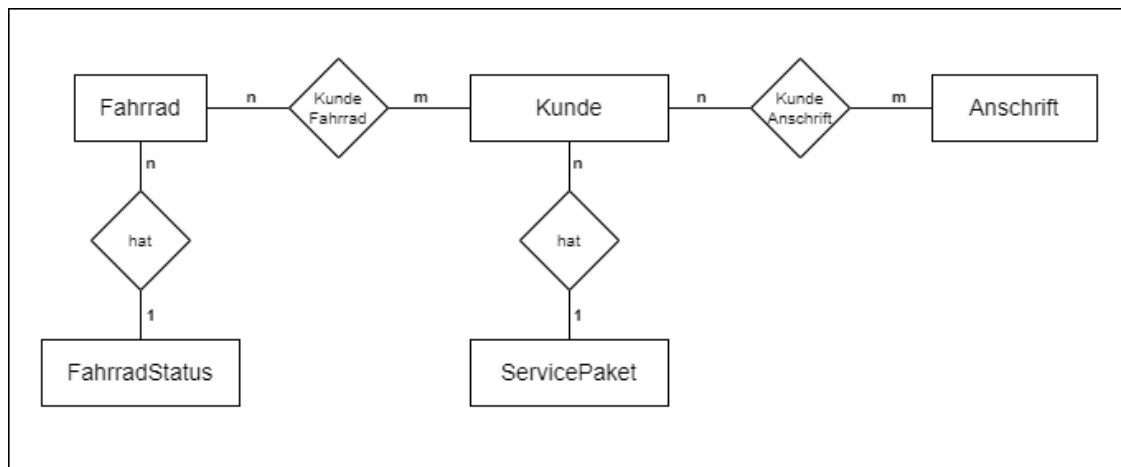 Fahrrad
n
Kunde
Fahrrad
m
Kunde
n
Kunde
Anschrift
m
Anschrift
n
hat
1
FahrradStatus
n
hat
1
ServicePaket